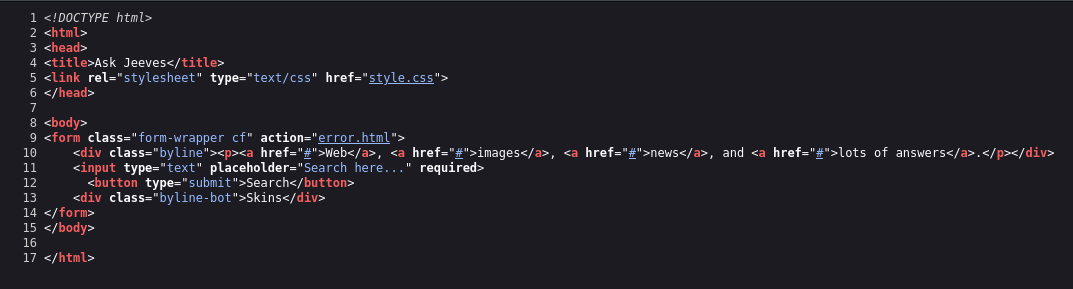 1 <!DOCTYPE html>
2 <html>
3 <head>
4 <title>Ask Jeeves</title>
5 <link rel="stylesheet" type="text/css" href="style.css">
6 </head>
7
8 <body>
9 <form class="form-wrapper cf" action="error.html">
10     <div class="byline"><p><a href="#">Web</a>, <a href="#">images</a>, <a href="#">news</a>, and <a href="#">lots of answers</a>.</p></div>
11     <input type="text" placeholder="Search here..." required>
12       <button type="submit">Search</button>
13     <div class="byline-bot">Skins</div>
14 </form>
15 </body>
16
17 </html>